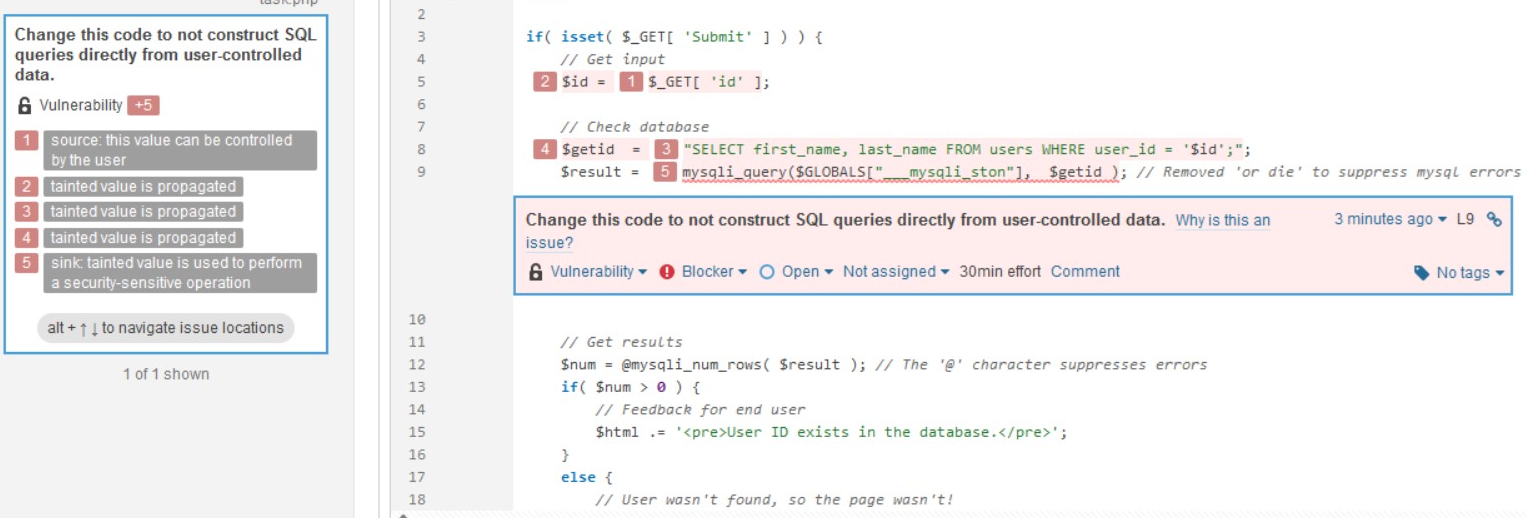 task.php
Change this code to not construct SQL
queries directly from user-controlled
data.
Vulnerability +5
1 source: this value can be controlled
by the user
2 tainted value is propagated
3 tainted value is propagated
4 tainted value is propagated
5 sink: tainted value is used to perform
a security-sensitive operation
alt + ↑ ↓ to navigate issue locations
1 of 1 shown
2
3 if( isset( $_GET[ 'Submit' ] ) ) {
4 // Get input
5 2 $id = 1 $_GET[ 'id' ];
6
7 // Check database
8 4 $getid = 3 "SELECT first_name, last_name FROM users WHERE user_id = '$id';";
9 $result = 5 mysqli_query($GLOBALS["___mysqli_ston"], $getid ); // Removed 'or die' to suppress mysql errors
Change this code to not construct SQL queries directly from user-controlled data. Why is this an
issue?
3 minutes ago L9
Vulnerability Blocker Open Not assigned 30min effort Comment No tags
10
11 // Get results
12 $num = @mysqli_num_rows( $result ); // The '@' character suppresses errors
13 if( $num > 0 ) {
14 // Feedback for end user
15 $html .= '<pre>User ID exists in the database.</pre>';
16 }
17 else {
18 // User wasn't found, so the page wasn't!